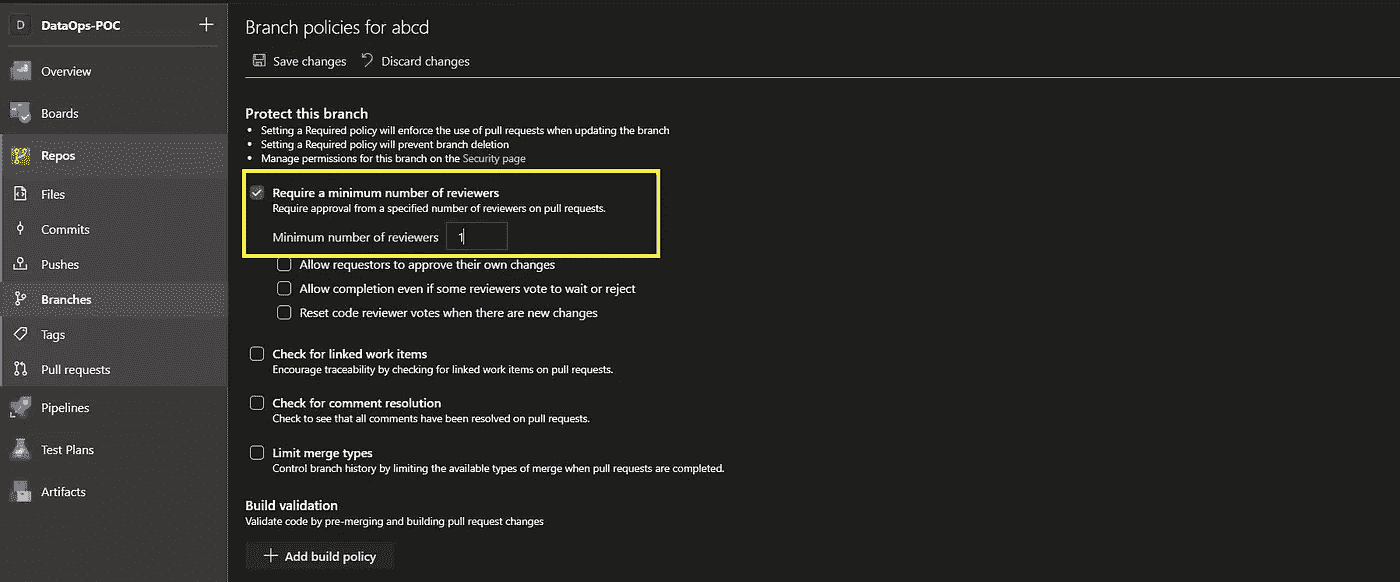 D DataOps-POC +
Overview
Boards
Repos
Files
Commits
Pushes
Branches
Tags
Pull requests
Pipelines
Test Plans
Artifacts
Branch policies for abcd
Save changes Discard changes
Protect this branch
• Setting a Required policy will enforce the use of pull requests when updating the branch
• Setting a Required policy will prevent branch deletion
• Manage permissions for this branch on the Security page
Require a minimum number of reviewers
Require approval from a specified number of reviewers on pull requests.
Minimum number of reviewers 1
Allow requestors to approve their own changes
Allow completion even if some reviewers vote to wait or reject
Reset code reviewer votes when there are new changes
Check for linked work items
Encourage traceability by checking for linked work items on pull requests.
Check for comment resolution
Check to see that all comments have been resolved on pull requests.
Limit merge types
Control branch history by limiting the available types of merge when pull requests are completed.
Build validation
Validate code by pre-merging and building pull request changes
+ Add build policy